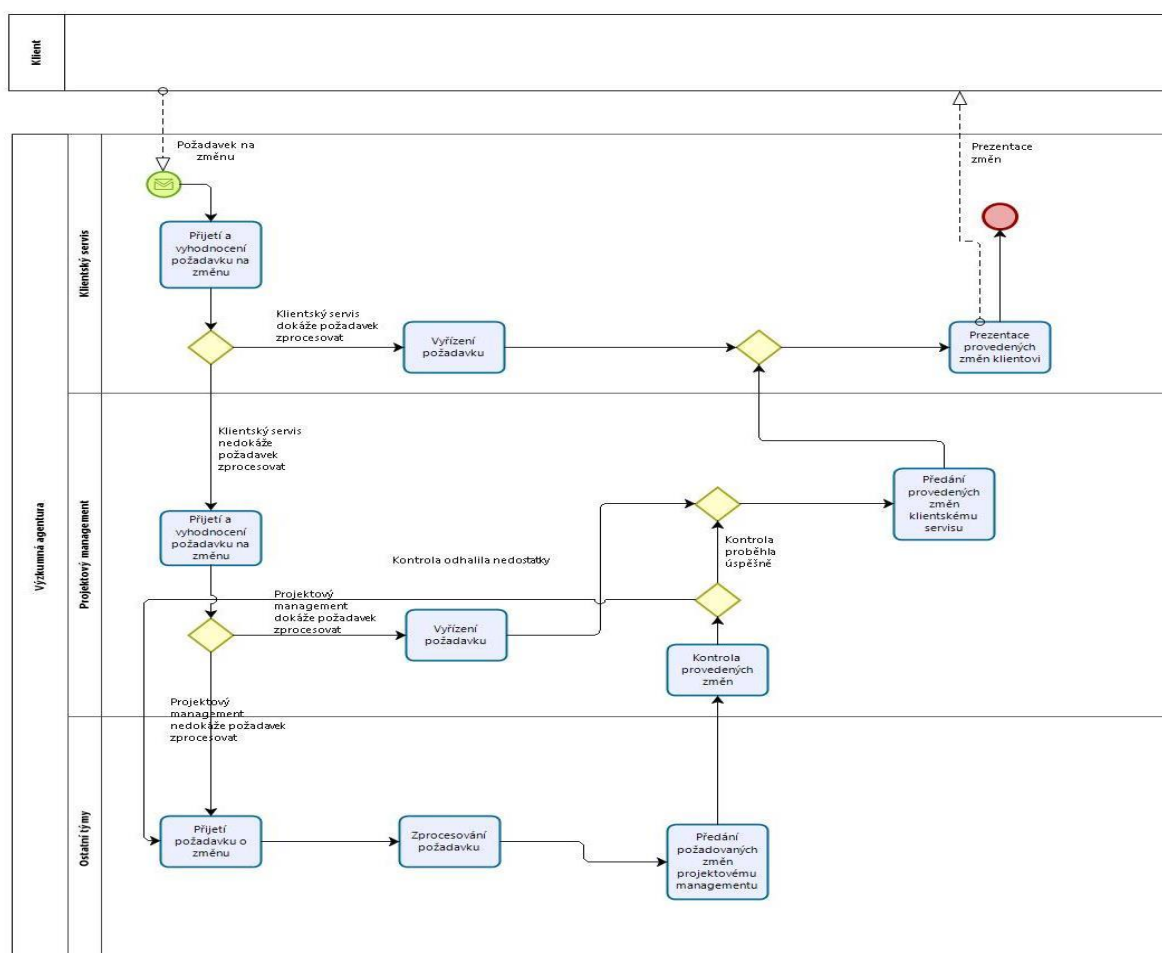 Klient
Výzkumná agentura
Klientský servis
Požadavek na
změnu
Prezentace
změn
Přijetí a
vyhodnocení
požadavku na
změnu
Klientský servis
dokáže požadavek
zprocesovat
Vyřízení
požadavku
Prezentace
provedených
změn klientovi
Projektový management
Klientský servis
nedokáže
požadavek
zprocesovat
Předání
provedených
změn
klientskému
servisu
Přijetí a
vyhodnocení
požadavku na
změnu
Kontrola
proběhla
úspěšně
Kontrola odhalila nedostatky
Projektový
management
dokáže požadavek
zprocesovat
Vyřízení
požadavku
Kontrola
provedených
změn
Projektový
management
nedokáže požadavek
zprocesovat
Ostatní týmy
Přijetí
požadavku o
změnu
Zprocesování
požadavku
Předání
požadovaných
změn
projektovému
managementu